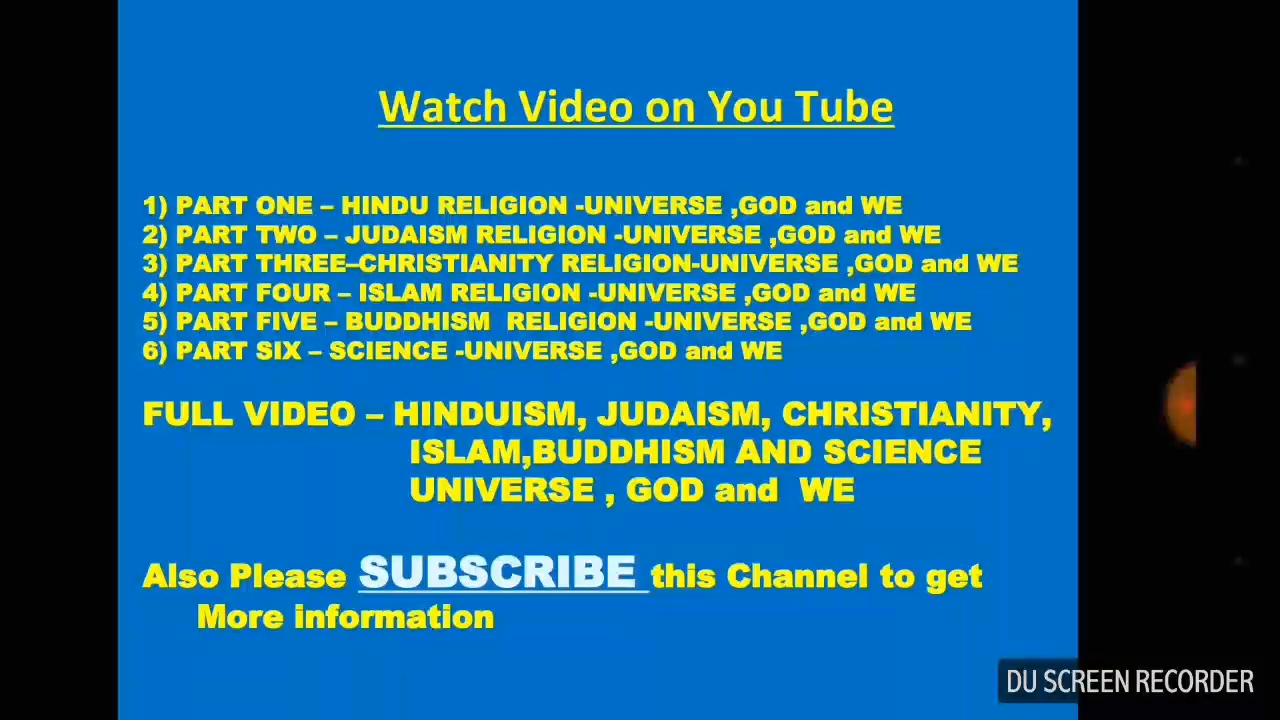 Watch Video on You Tube
1) PART ONE – HINDU RELIGION -UNIVERSE ,GOD and WE
2) PART TWO – JUDAISM RELIGION -UNIVERSE ,GOD and WE
3) PART THREE–CHRISTIANITY RELIGION-UNIVERSE ,GOD and WE
4) PART FOUR – ISLAM RELIGION -UNIVERSE ,GOD and WE
5) PART FIVE – BUDDHISM  RELIGION -UNIVERSE ,GOD and WE
6) PART SIX – SCIENCE -UNIVERSE ,GOD and WE
FULL VIDEO – HINDUISM, JUDAISM, CHRISTIANITY,
ISLAM,BUDDHISM AND SCIENCE
UNIVERSE , GOD and  WE
Also Please SUBSCRIBE this Channel to get
More information
DU SCREEN RECORDER